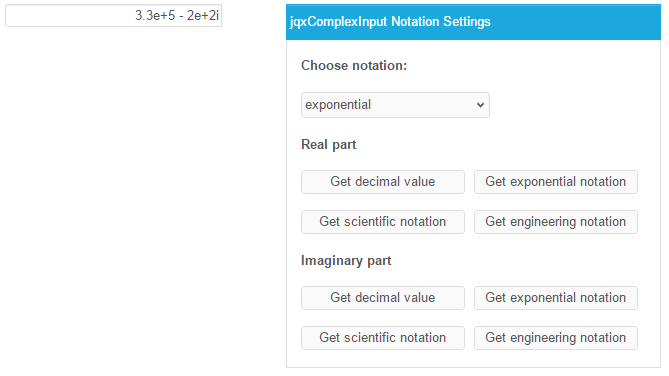 3.3e+5 - 2e+2i
jqxComplexInput Notation Settings
Choose notation:
exponential
Real part
Get decimal value
Get exponential notation
Get scientific notation
Get engineering notation
Imaginary part
Get decimal value
Get exponential notation
Get scientific notation
Get engineering notation